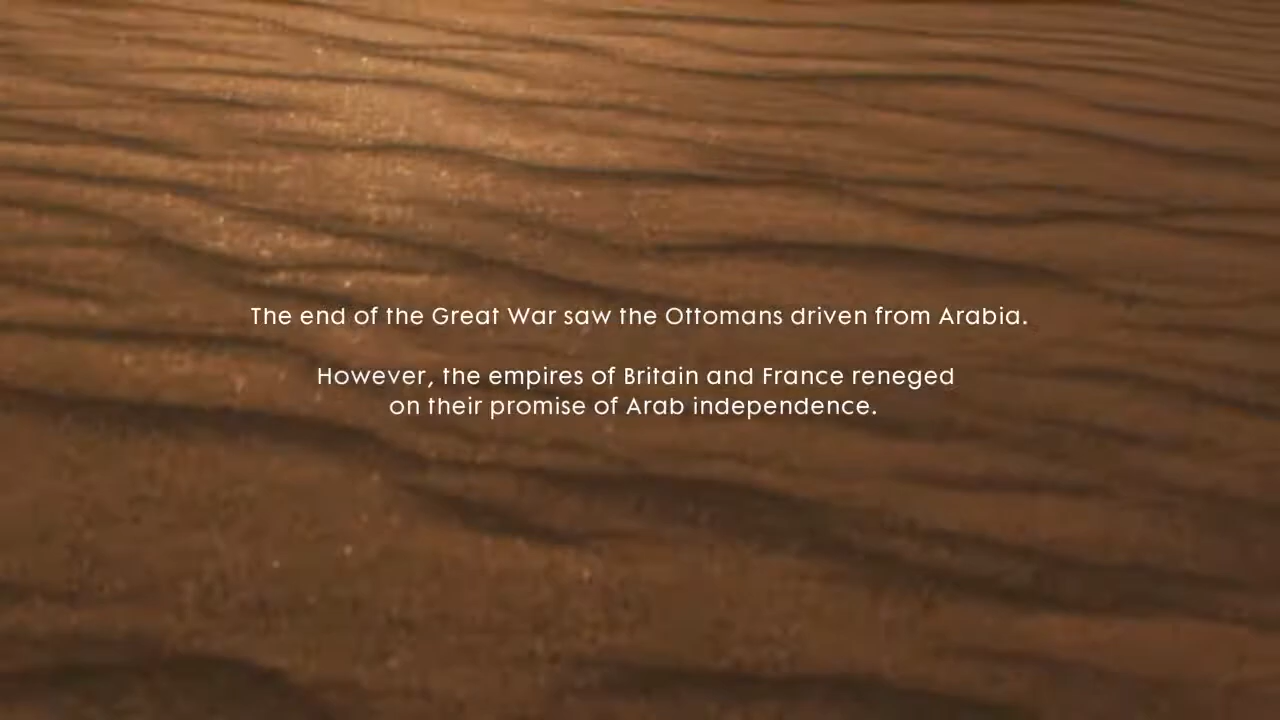 The end of the Great War saw the Ottomans driven from Arabia.
However, the empires of Britain and France reneged
on their promise of Arab independence.